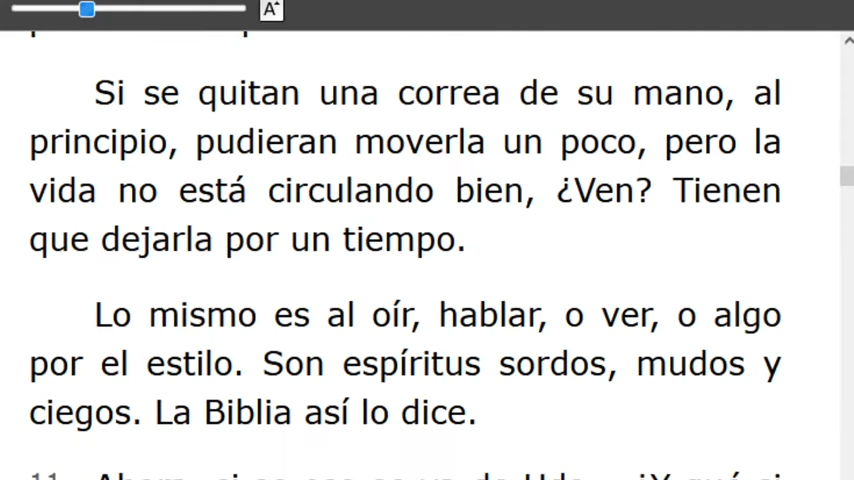 A
Si se quitan una correa de su mano, al
principio, pudieran moverla un poco, pero la
vida no está circulando bien, ¿Ven? Tienen
que dejarla por un tiempo.
Lo mismo es al oír, hablar, o ver, o algo
por el estilo. Son espíritus sordos, mudos y
ciegos. La Biblia así lo dice.